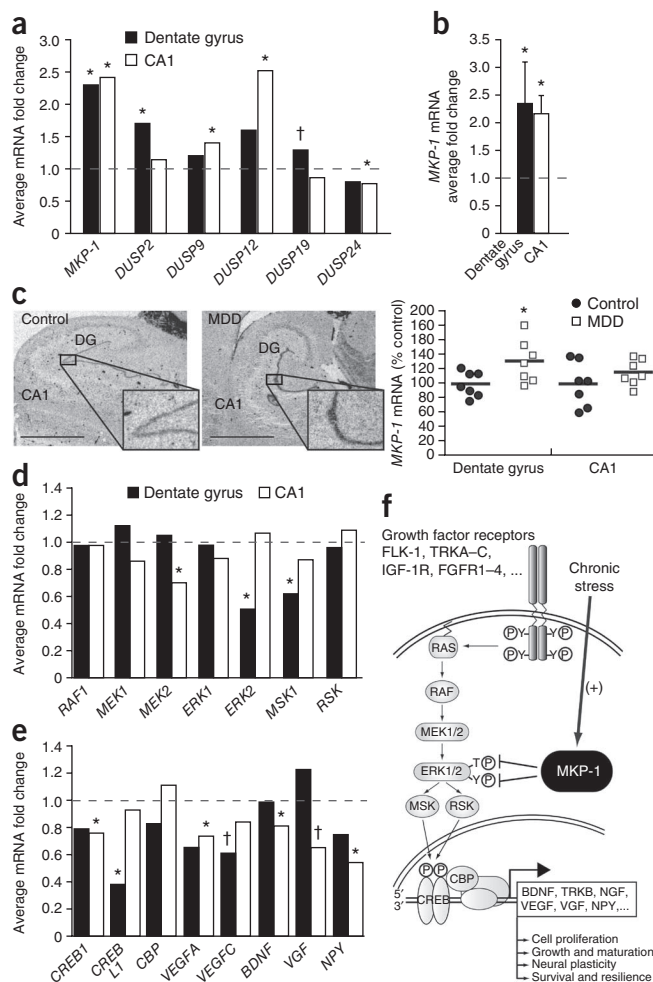 a
Dentate gyrus
CA1
Average mRNA fold change
3.0
2.5
2.0
1.5
1.0
0.5
0
* * * * * † *
MKP-1
DUSP2
DUSP9
DUSP12
DUSP19
DUSP24
b
MKP-1 mRNA
average fold change
3.5
3.0
2.5
2.0
1.5
1.0
0.5
0
* *
Dentate
gyrus
CA1
c
Control
DG
CA1
MDD
DG
CA1
Control
MDD
MKP-1 mRNA (% control)
200
180
160
140
120
100
80
60
40
20
0
*
Dentate gyrus
CA1
d
Dentate gyrus
CA1
Average mRNA fold change
1.4
1.2
1.0
0.8
0.6
0.4
0.2
0
* * *
RAF1
MEK1
MEK2
ERK1
ERK2
MSK1
RSK
e
Average mRNA fold change
1.4
1.2
1.0
0.8
0.6
0.4
0.2
0
* * * † * † *
CREB1
CREB
L1
CBP
VEGFA
VEGFC
BDNF
VGF
NPY
f
Growth factor receptors
FLK-1, TRKA–C,
IGF-1R, FGFR1–4, ...
Chronic
stress
P Y Y P
P Y Y P
RAS
RAF
(+)
MEK1/2
ERK1/2
T P
Y P
MKP-1
MSK
RSK
P P
CBP
CREB
5′
3′
BDNF, TRKB, NGF,
VEGF, VGF, NPY,...
Cell proliferation
Growth and maturation
Neural plasticity
Survival and resilience